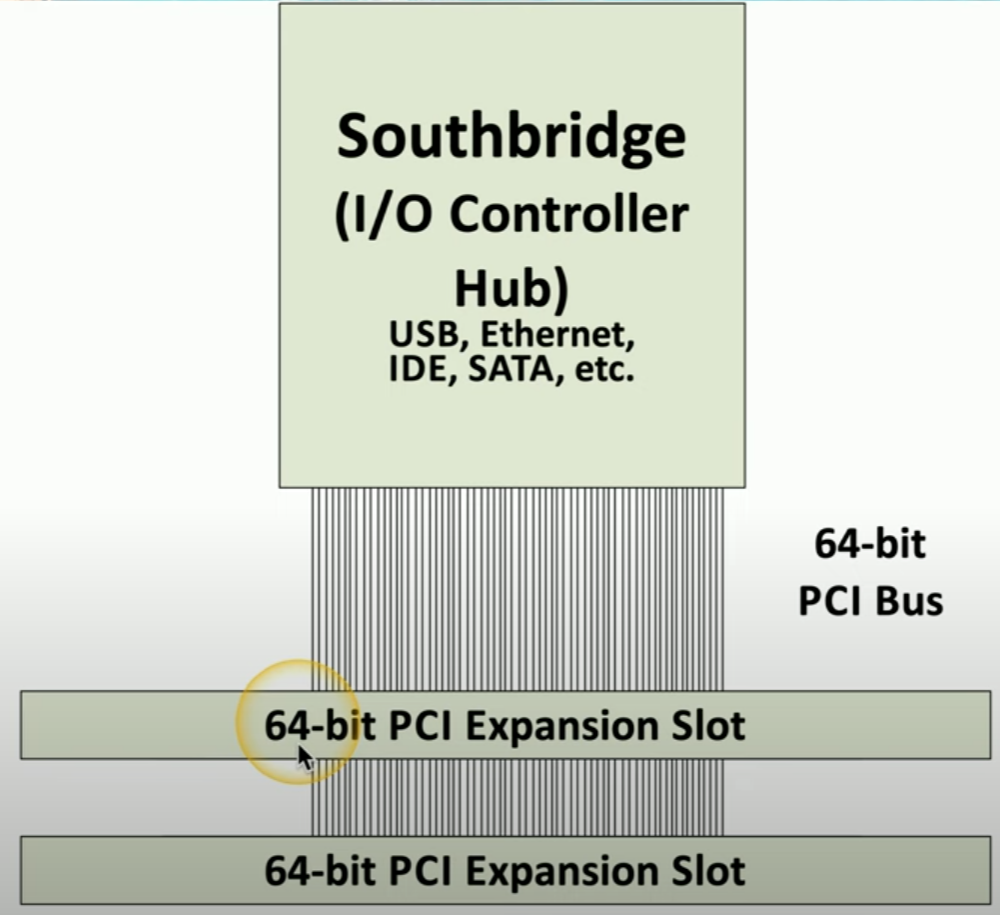 Southbridge
(I/O Controller
Hub)
USB, Ethernet,
IDE, SATA, etc.
64-bit
PCI Bus
64-bit PCI Expansion Slot
64-bit PCI Expansion Slot